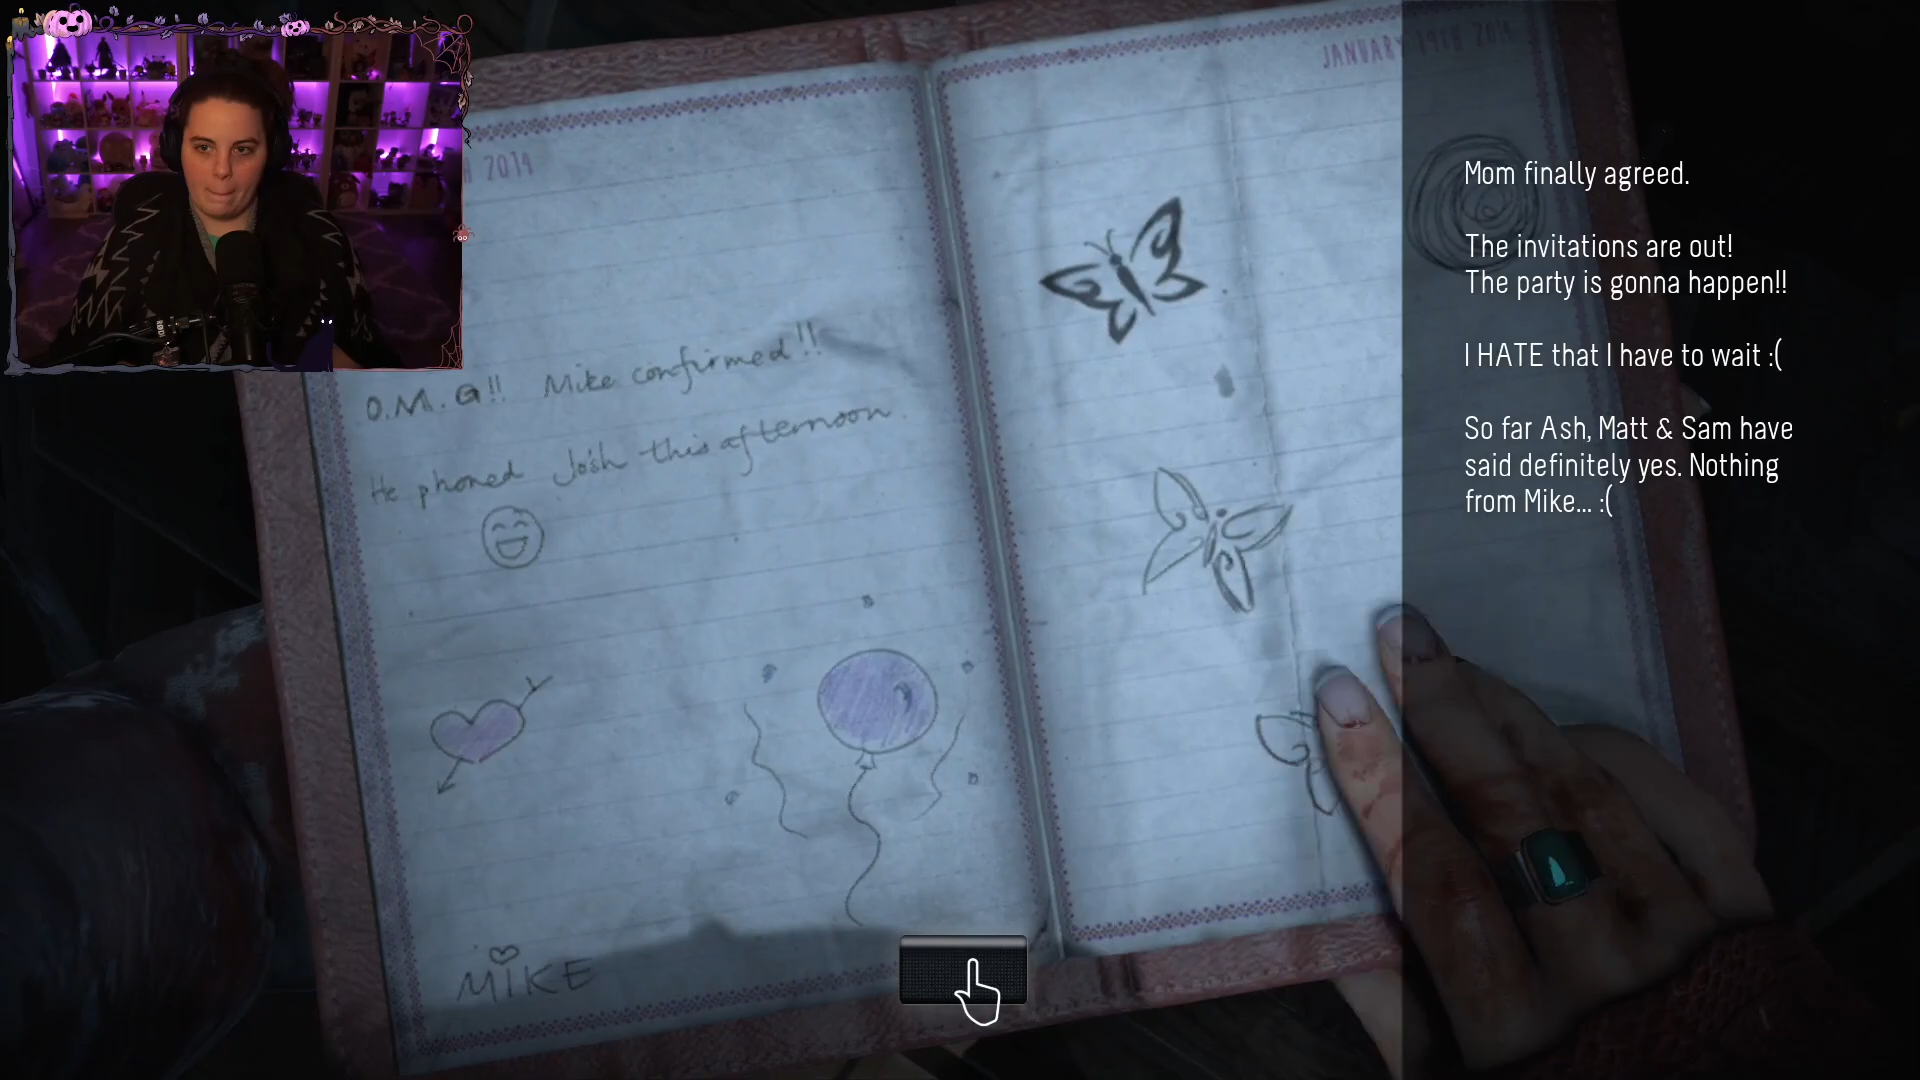 2014
O.M.G!! Mike confirmed!!
He phoned Josh this afternoon.
MIKE
JANUARY 19TH 2014
Mom finally agreed.
The invitations are out!
The party is gonna happen!!
I HATE that I have to wait :(
So far Ash, Matt & Sam have
said definitely yes. Nothing
from Mike... :(
RØDE